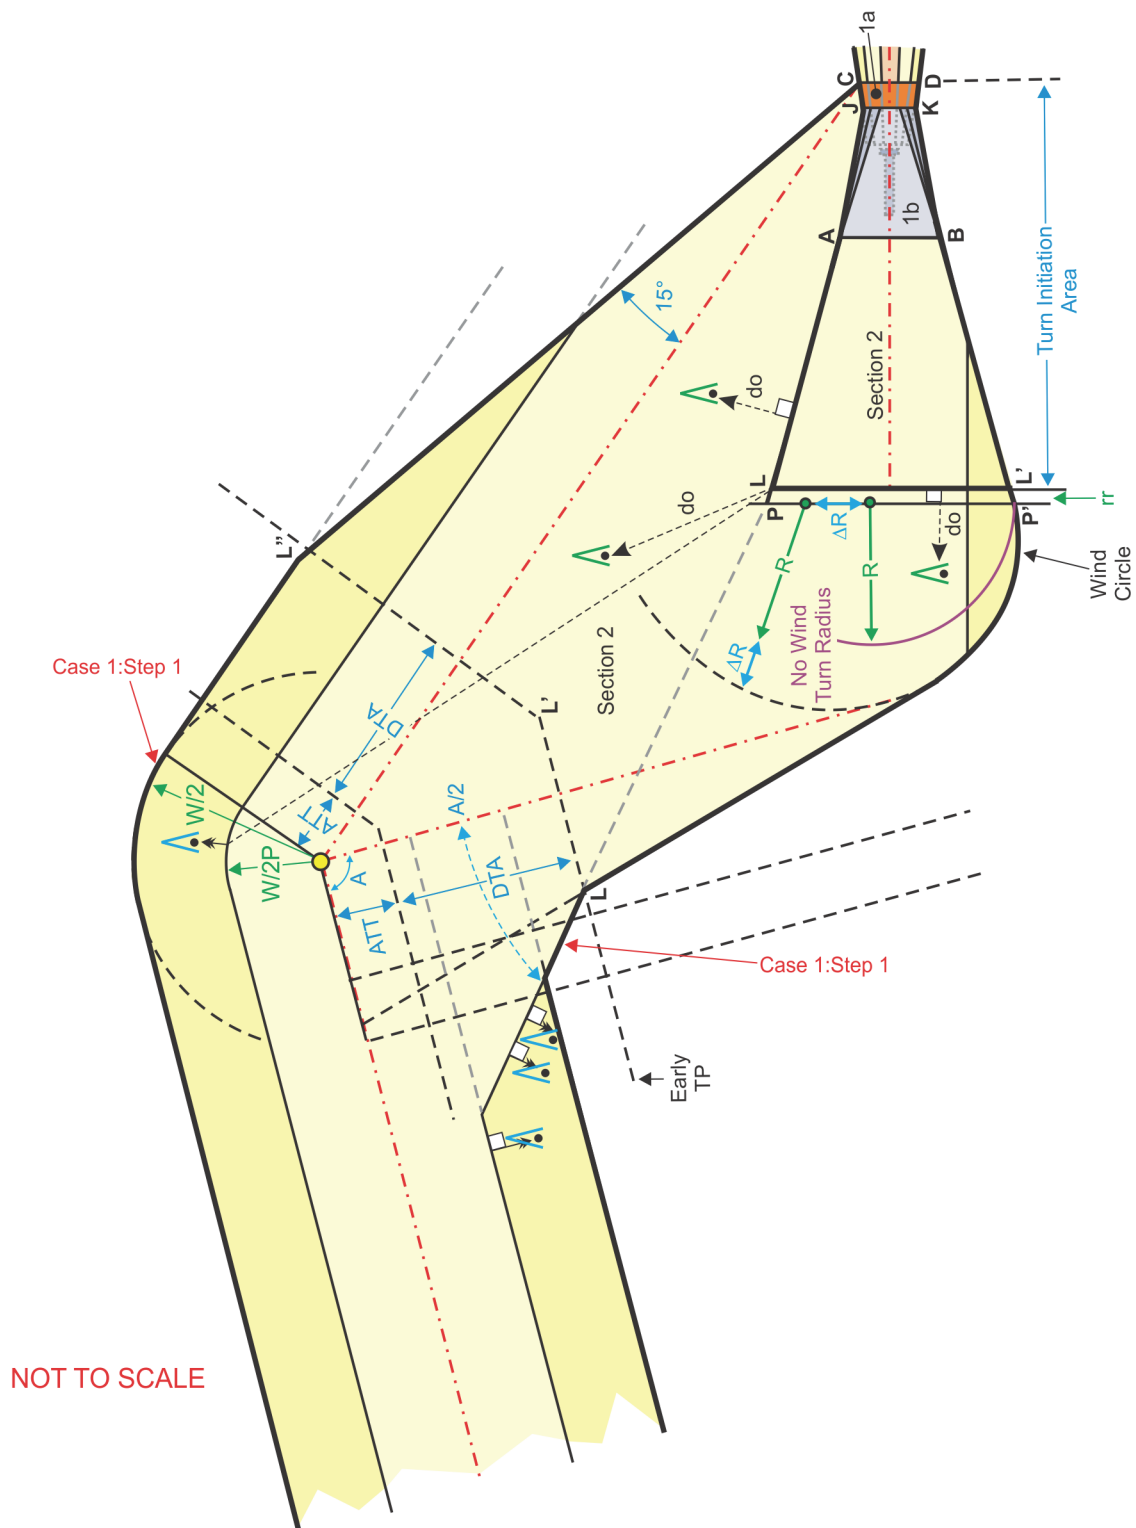 1a
C
D
J
K
1b
A
B
Turn Initiation
Area
15°
Section 2
do
L
L'
P
P'
rr
ΔR
do
do
R
R
ΔR
No Wind
Turn Radius
Wind
Circle
Section 2
L"
Case 1:Step 1
DTA
L'
W/2
ATT
W/2P
A
A/2
DTA
ATT
L
Case 1:Step 1
Early
TP
NOT TO SCALE